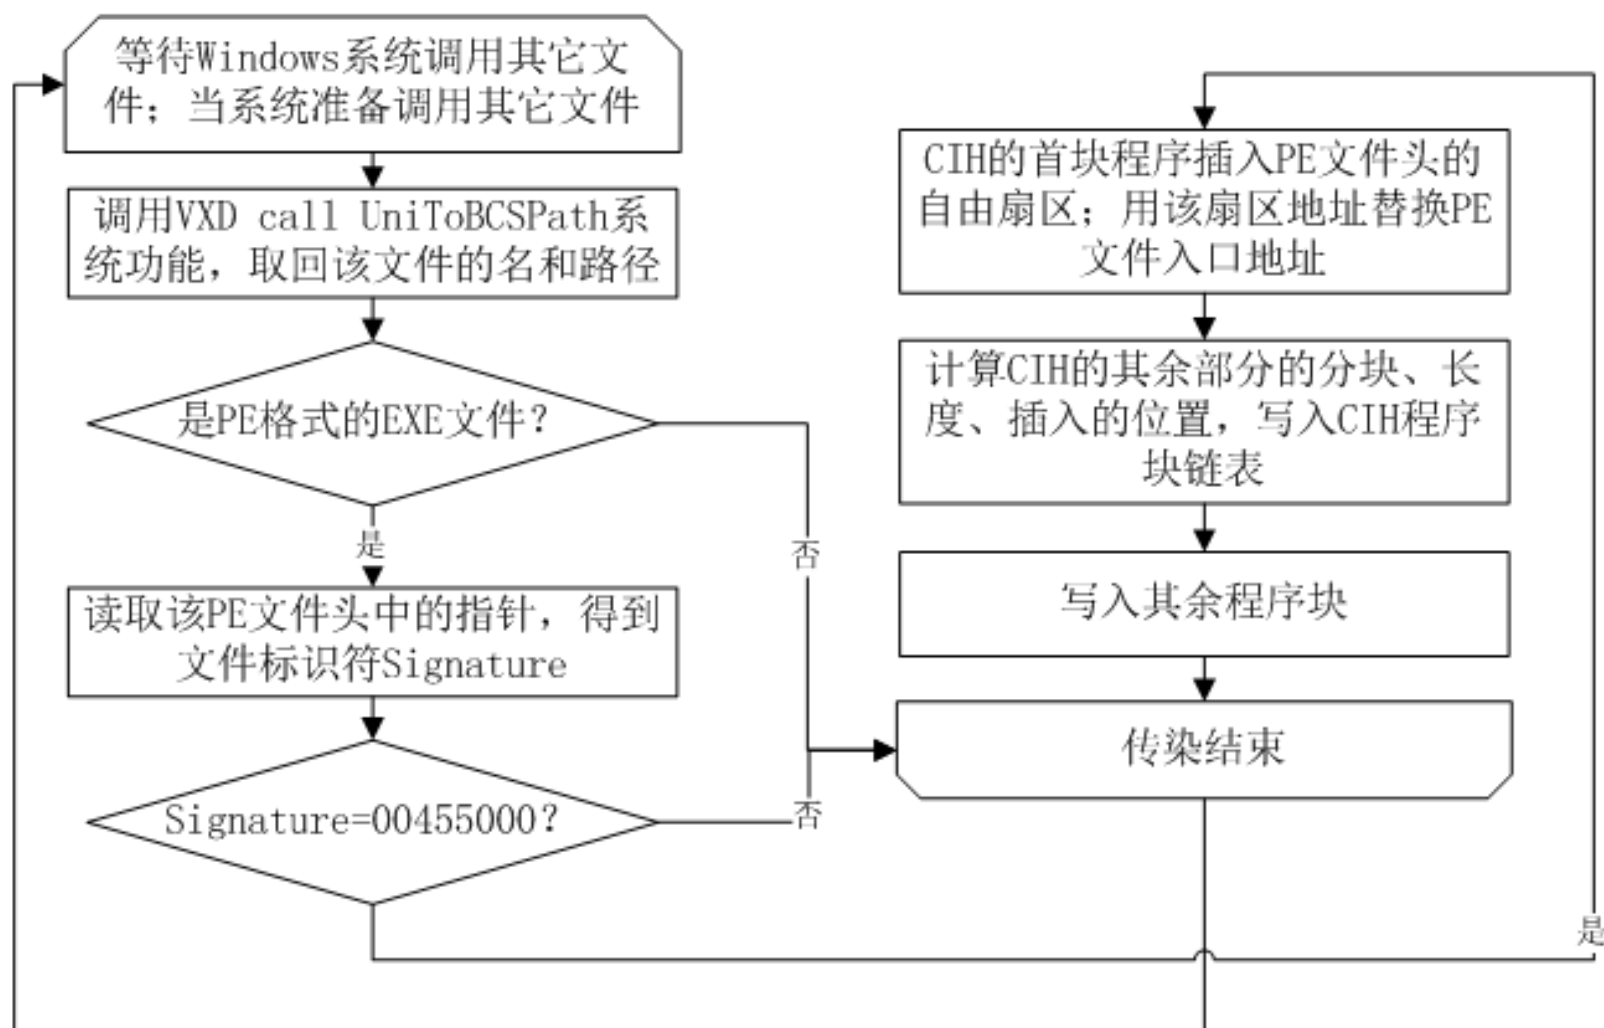 等待Windows系统调用其它文
件；当系统准备调用其它文件
调用VXD call UniToBCSPath系
统功能，取回该文件的名和路径
是PE格式的EXE文件？
是
否
读取该PE文件头中的指针，得到
文件标识符Signature
Signature=00455000？
否
是
CIH的首块程序插入PE文件头的
自由扇区；用该扇区地址替换PE
文件入口地址
计算CIH的其余部分的分块、长
度、插入的位置，写入CIH程序
块链表
写入其余程序块
传染结束